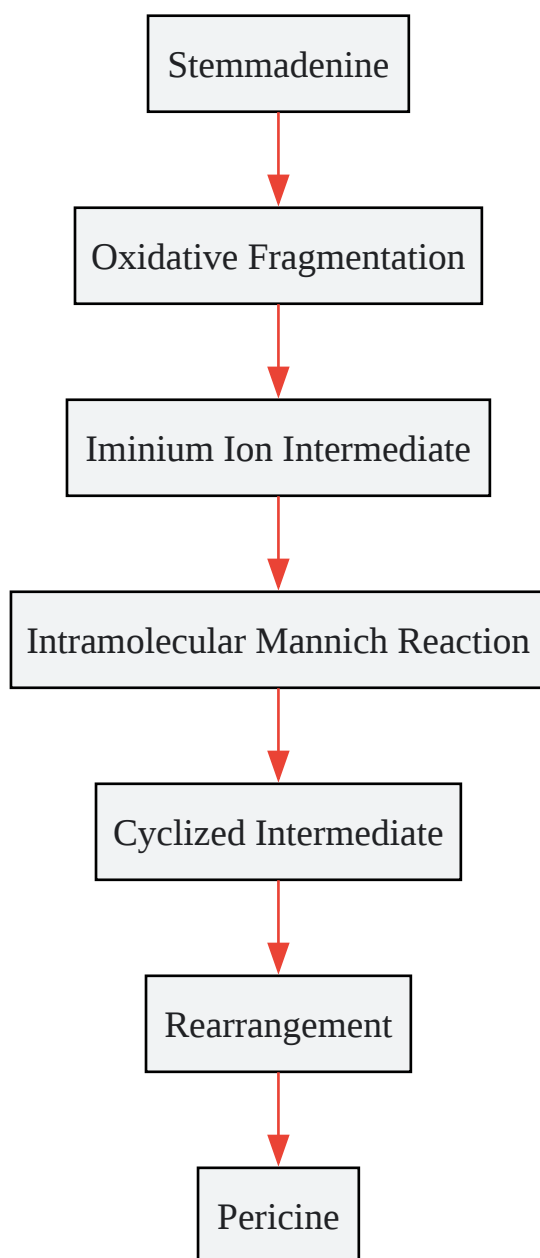 Stemmadenine
Oxidative Fragmentation
Iminium Ion Intermediate
Intramolecular Mannich Reaction
Cyclized Intermediate
Rearrangement
Pericine